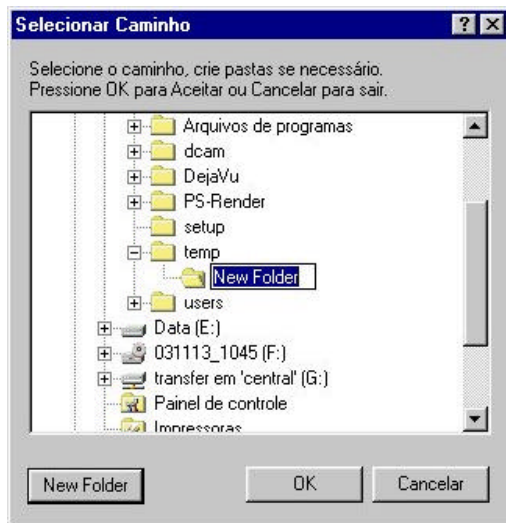 Selecionar Caminho
Selecione o caminho, crie pastas se necessário.
Pressione OK para Aceitar ou Cancelar para sair.
Arquivos de programas
dcam
DejaVu
PS-Render
setup
temp
New Folder
users
Data (E:)
031113_1045 (F:)
transfer em 'central' (G:)
Painel de controle
Impressoras
New Folder OK Cancelar